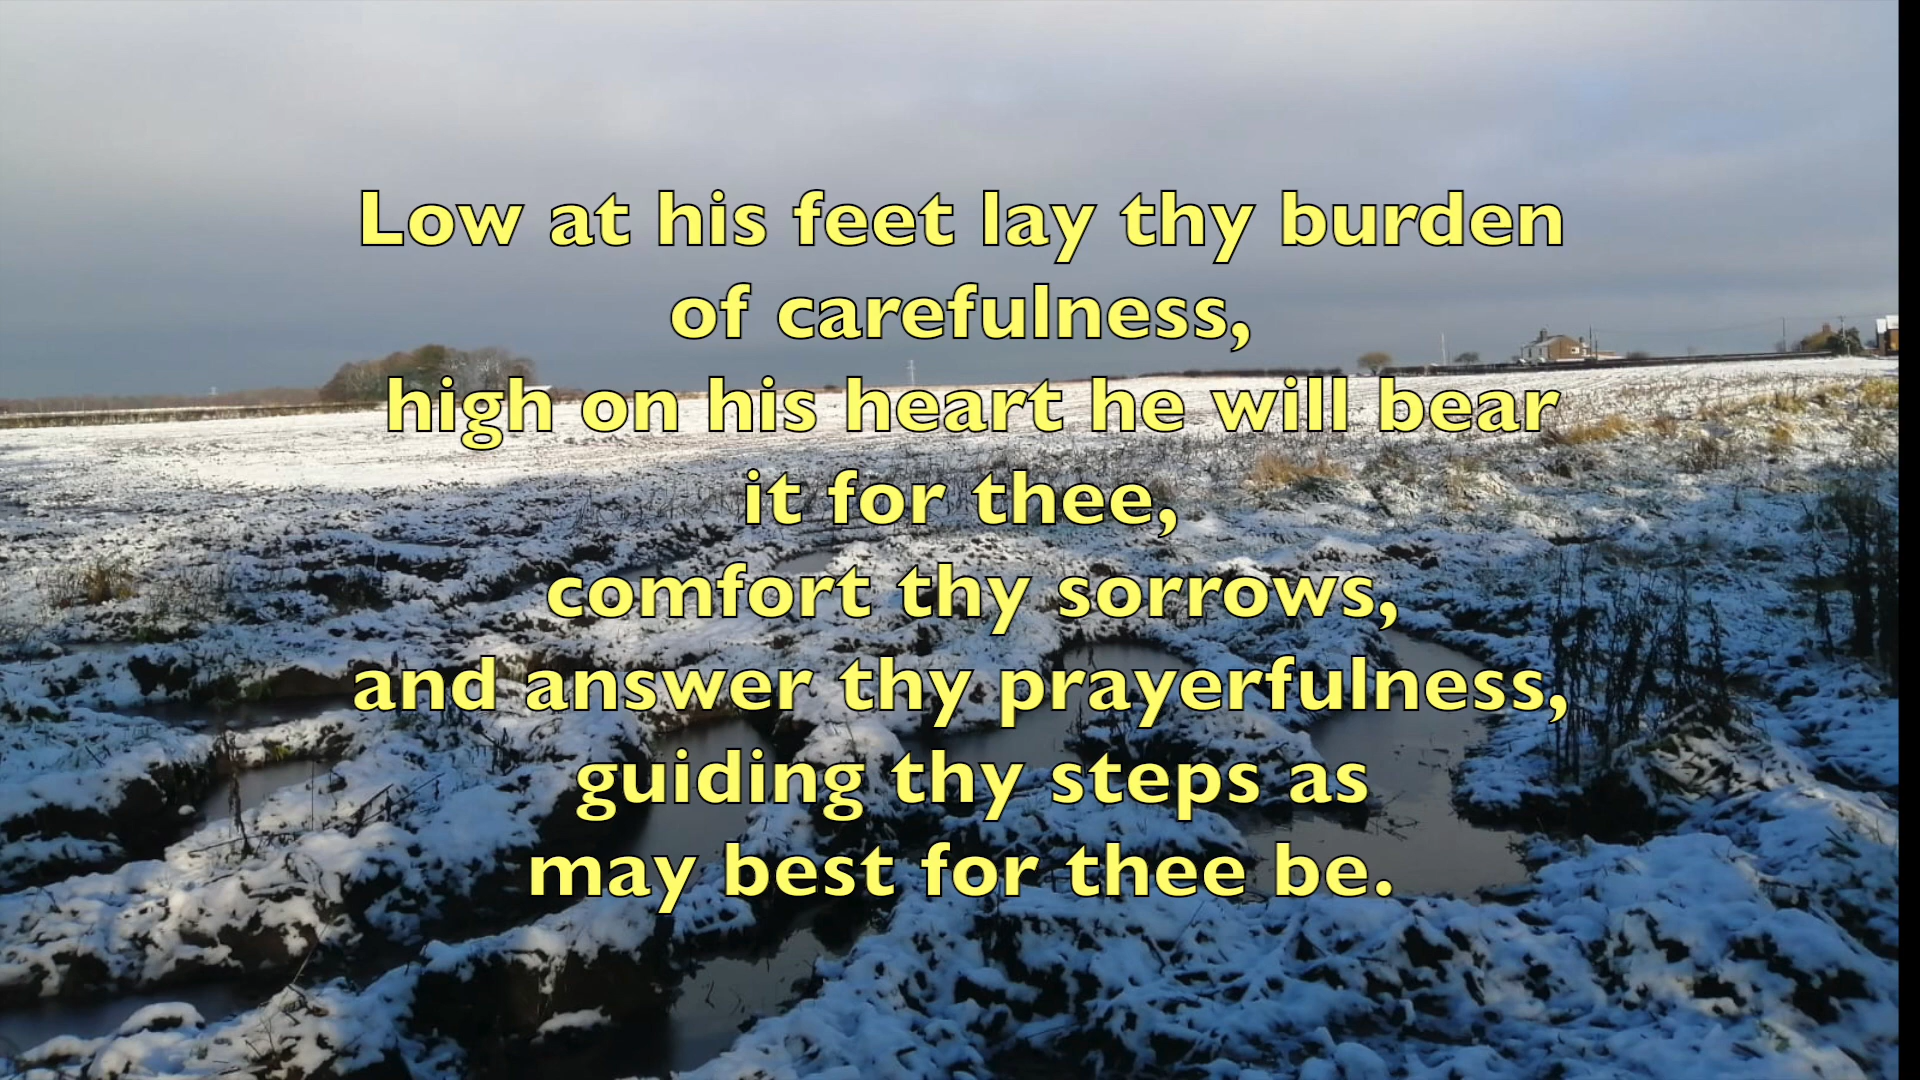 Low at his feet lay thy burden
of carefulness,
high on his heart he will bear
it for thee,
comfort thy sorrows,
and answer thy prayerfulness,
guiding thy steps as
may best for thee be.